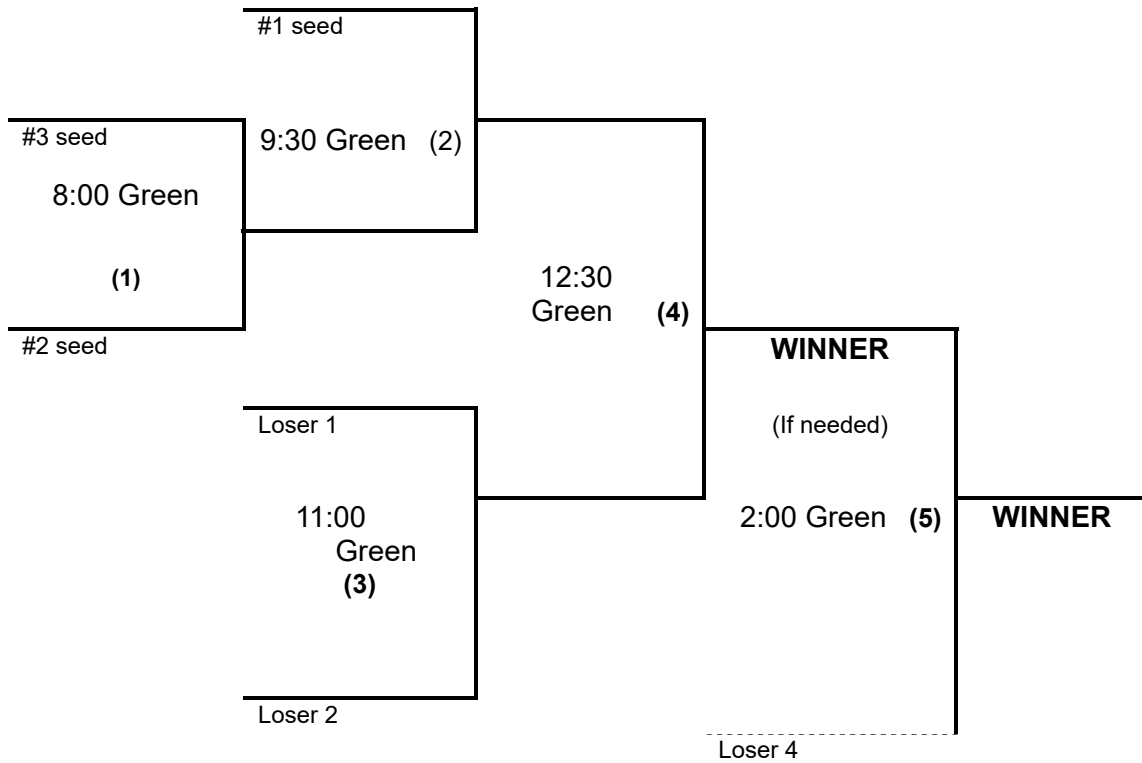 #1 seed
#3 seed
9:30 Green (2)
8:00 Green
(1)
#2 seed
12:30
Green (4)
WINNER
Loser 1
(If needed)
11:00
Green
(3)
2:00 Green (5)
WINNER
Loser 2
Loser 4